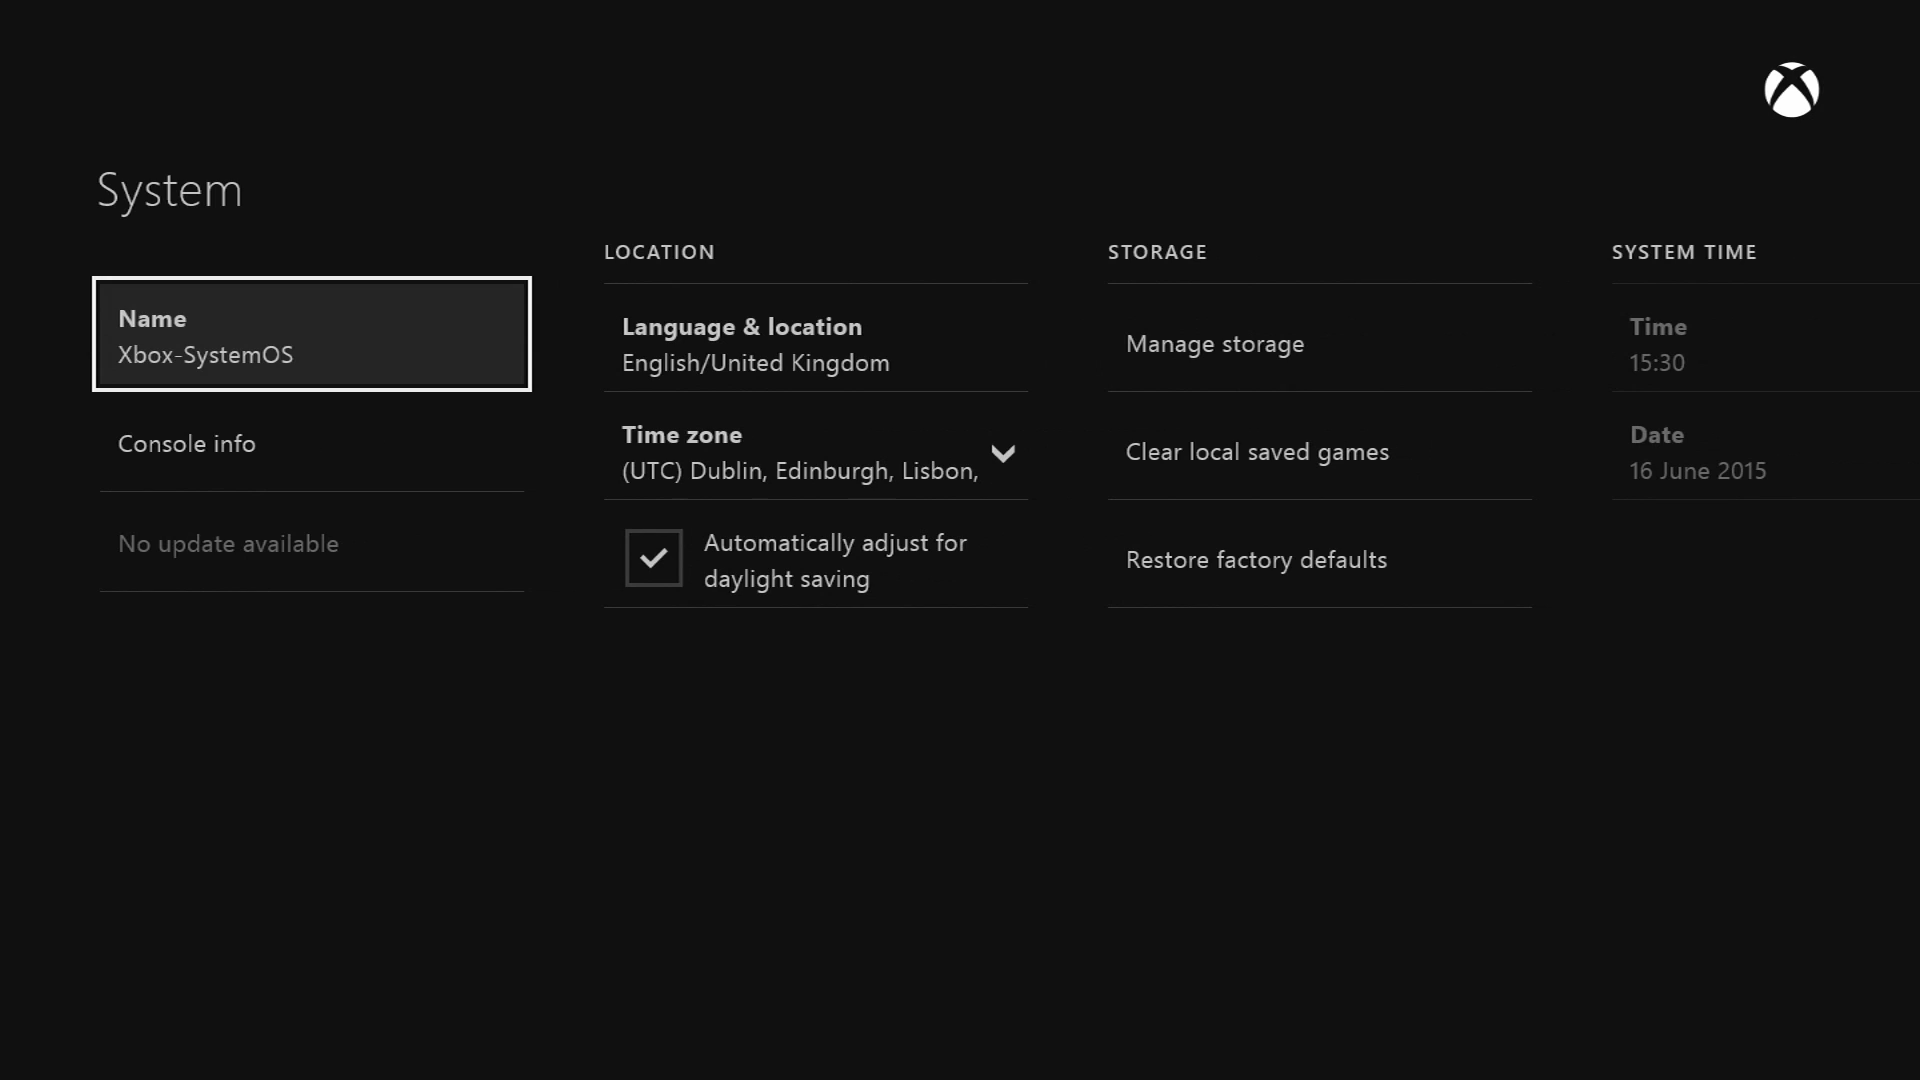 System
Name
Xbox-SystemOS
Console info
No update available
LOCATION
Language & location
English/United Kingdom
Time zone
(UTC) Dublin, Edinburgh, Lisbon,
Automatically adjust for
daylight saving
STORAGE
Manage storage
Clear local saved games
Restore factory defaults
SYSTEM TIME
Time
15:30
Date
16 June 2015